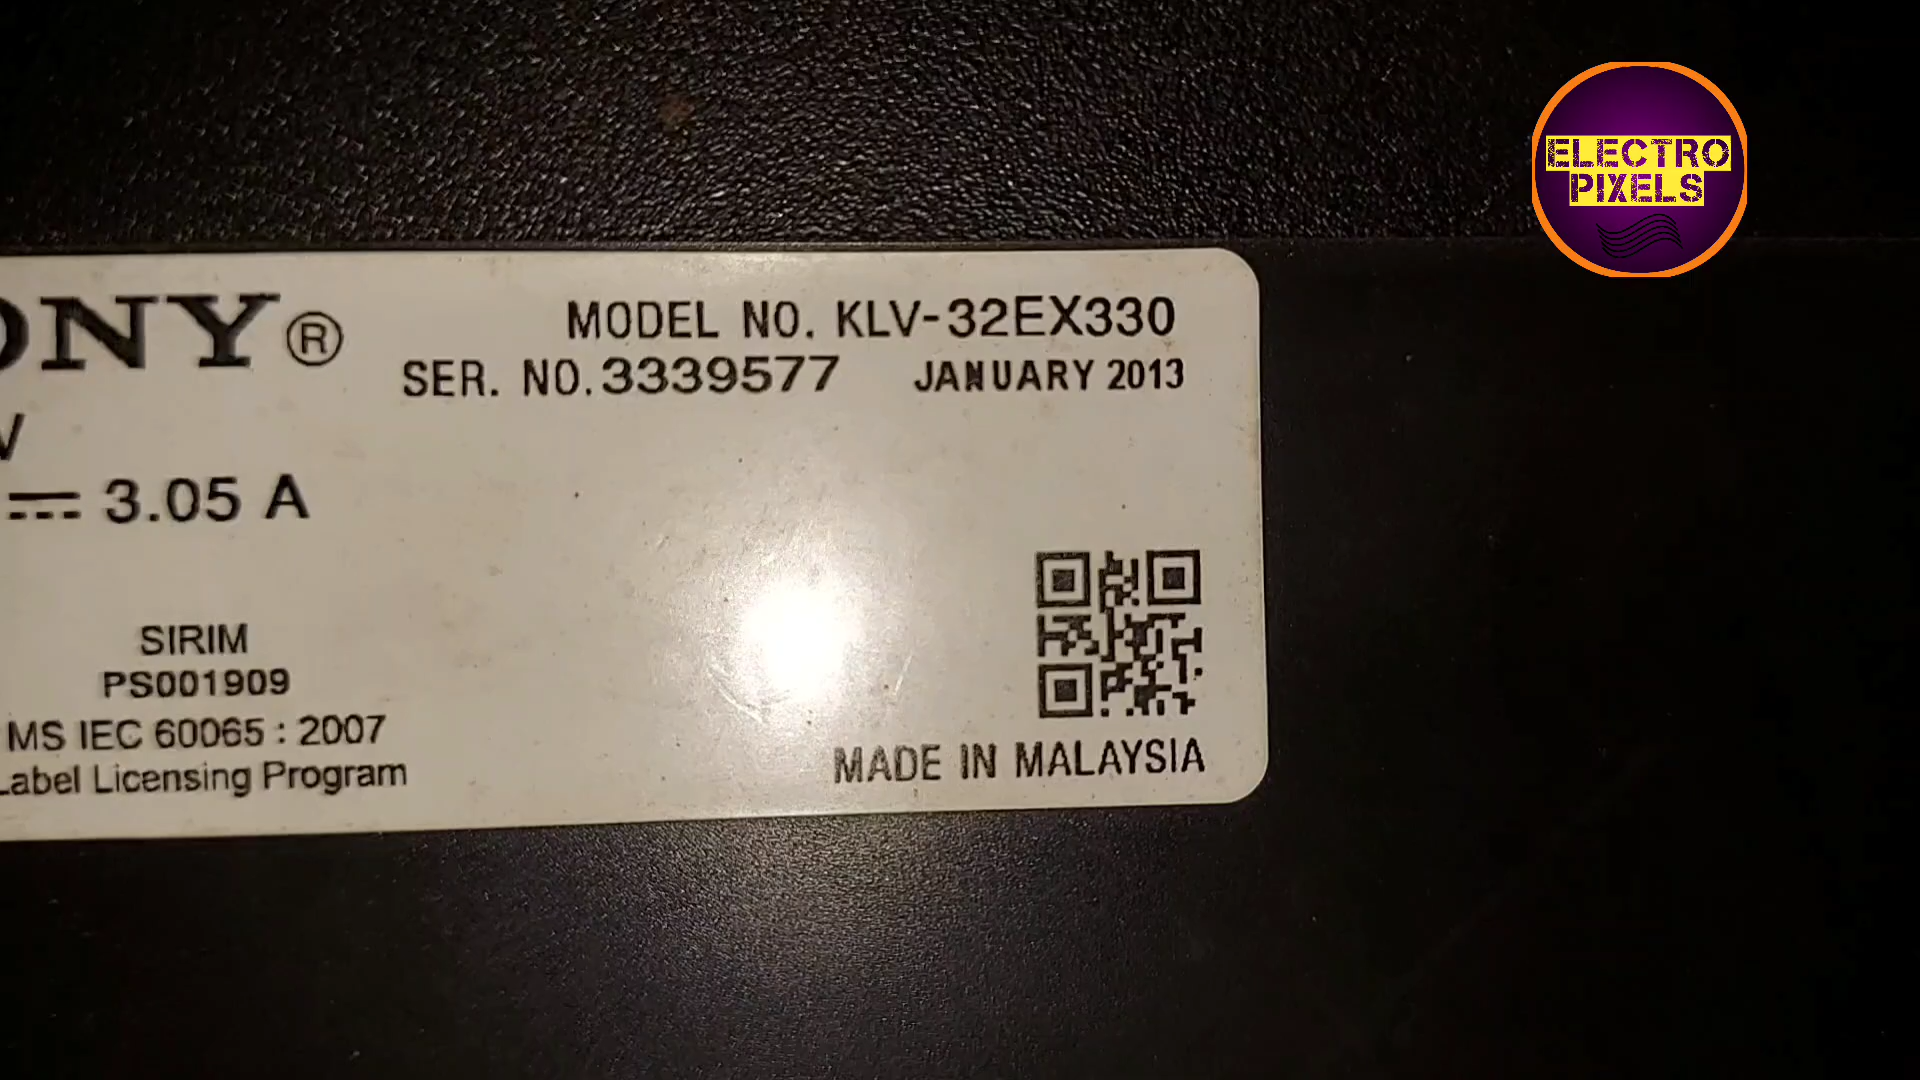 ELECTRO
PIXELS
ONY®
MODEL NO. KLV-32EX330
SER. NO.3339577 JANUARY 2013
V
3.05 A
SIRIM
PS001909
MS IEC 60065 : 2007
Label Licensing Program
MADE IN MALAYSIA